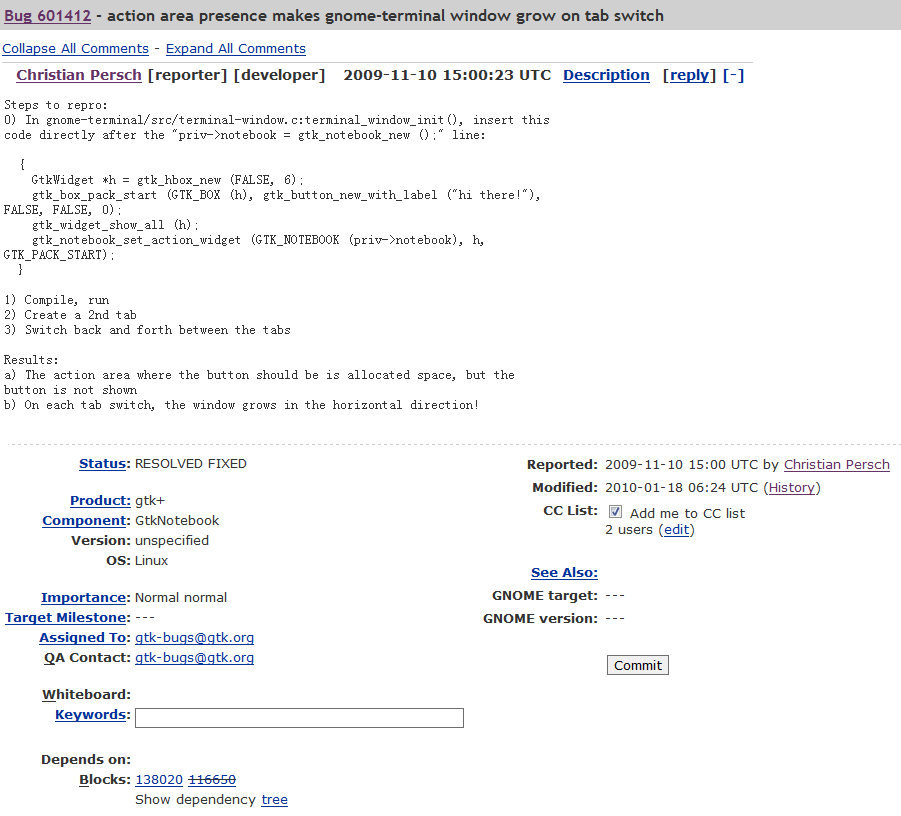 Bug 601412 - action area presence makes gnome-terminal window grow on tab switch
Collapse All Comments - Expand All Comments
Christian Persch [reporter] [developer] 2009-11-10 15:00:23 UTC Description [reply] [-]
Steps to repro:
0) In gnome-terminal/src/terminal-window.c:terminal_window_init(), insert this
code directly after the "priv->notebook = gtk_notebook_new ();" line:
{
GtkWidget *h = gtk_hbox_new (FALSE, 6);
gtk_box_pack_start (GTK_BOX (h), gtk_button_new_with_label ("hi there!"),
FALSE, FALSE, 0);
gtk_widget_show_all (h);
gtk_notebook_set_action_widget (GTK_NOTEBOOK (priv->notebook), h,
GTK_PACK_START);
}
1) Compile, run
2) Create a 2nd tab
3) Switch back and forth between the tabs
Results:
a) The action area where the button should be is allocated space, but the
button is not shown
b) On each tab switch, the window grows in the horizontal direction!
Status: RESOLVED FIXED
Product: gtk+
Component: GtkNotebook
Version: unspecified
OS: Linux
Importance: Normal normal
Target Milestone: ---
Assigned To: gtk-bugs@gtk.org
QA Contact: gtk-bugs@gtk.org
Whiteboard:
Keywords:
Depends on:
Blocks: 138020 116650
Show dependency tree
Reported: 2009-11-10 15:00 UTC by Christian Persch
Modified: 2010-01-18 06:24 UTC (History)
CC List: Add me to CC list
2 users (edit)
See Also:
GNOME target: ---
GNOME version: ---
Commit